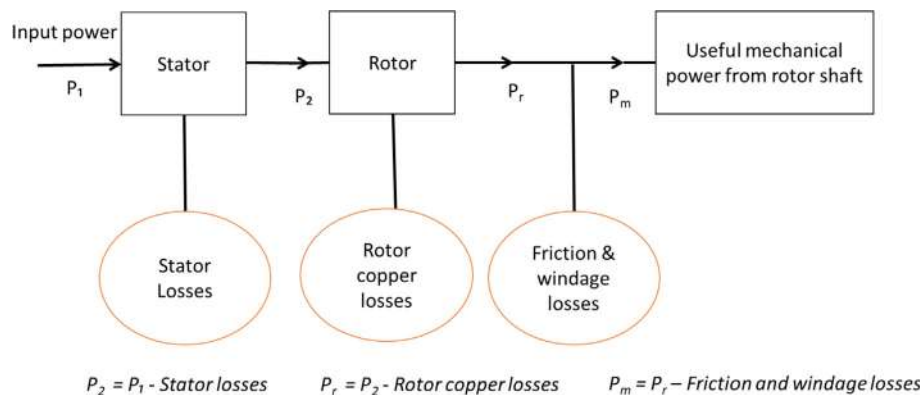 Input power
P₁
Stator
P₂
Rotor
Pᵣ
Pₘ
Useful mechanical
power from rotor shaft
Stator
Losses
Rotor
copper
losses
Friction &
windage
losses
P₂ = P₁ - Stator losses
Pᵣ = P₂ - Rotor copper losses
Pₘ = Pᵣ – Friction and windage losses